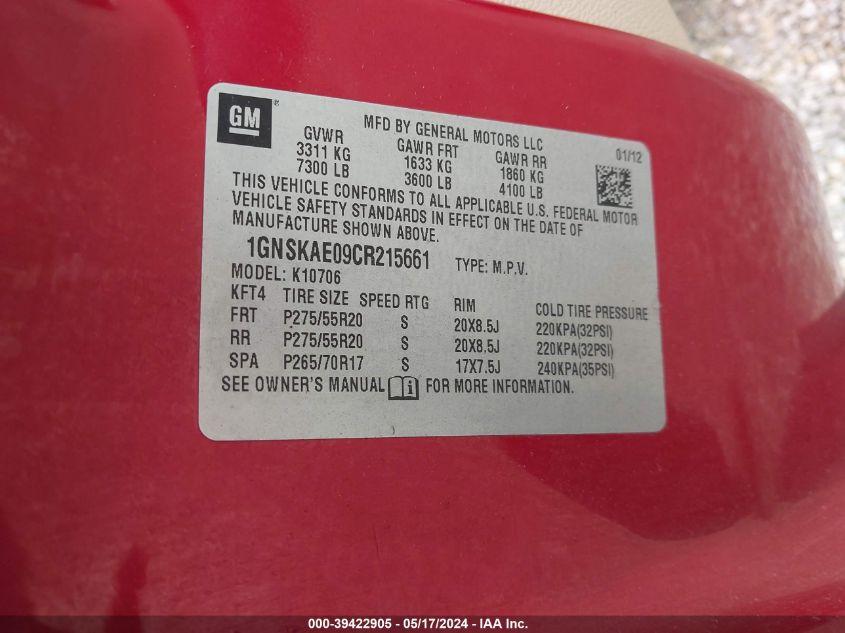 GM ®
MFD BY GENERAL MOTORS LLC 01/12
GVWR GAWR FRT GAWR RR
3311 KG 1633 KG 1860 KG
7300 LB 3600 LB 4100 LB
THIS VEHICLE CONFORMS TO ALL APPLICABLE U.S. FEDERAL MOTOR
VEHICLE SAFETY STANDARDS IN EFFECT ON THE DATE OF
MANUFACTURE SHOWN ABOVE.
1GNSKAE09CR215661 TYPE: M.P.V.
MODEL: K10706
KFT4 TIRE SIZE SPEED RTG RIM COLD TIRE PRESSURE
FRT P275/55R20 S 20X8.5J 220KPA(32PSI)
RR P275/55R20 S 20X8.5J 220KPA(32PSI)
SPA P265/70R17 S 17X7.5J 240KPA(35PSI)
SEE OWNER'S MANUAL i FOR MORE INFORMATION.
000-39422905 - 05/17/2024 - IAA Inc.